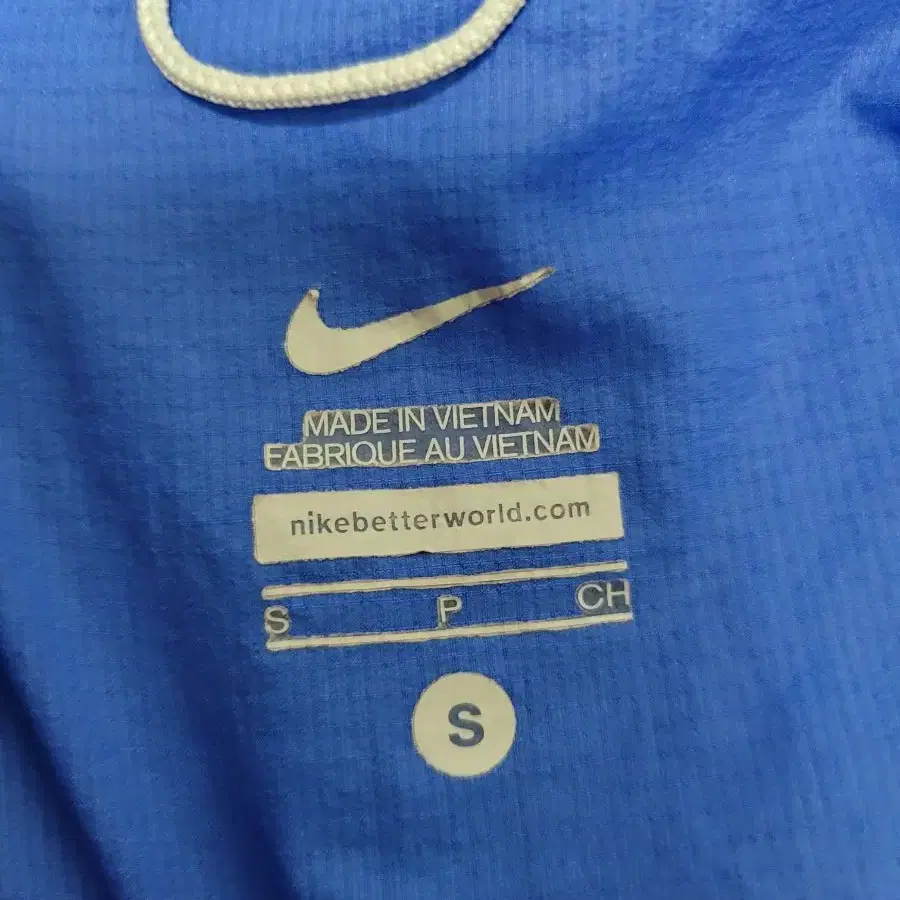 MADE IN VIETNAM
FABRIQUE AU VIETNAM
nikebetterworld.com
S P CH
S